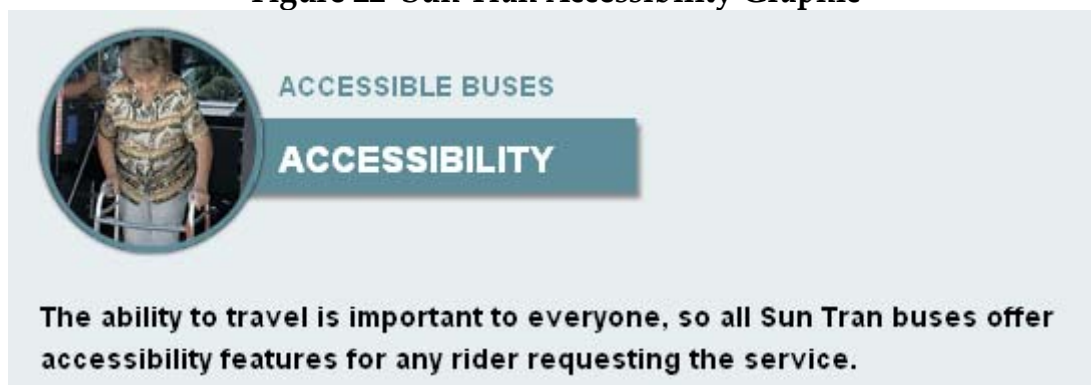 Figure 22 Sun Tran Accessibility Graphic
ACCESSIBLE BUSES
ACCESSIBILITY
The ability to travel is important to everyone, so all Sun Tran buses offer
accessibility features for any rider requesting the service.